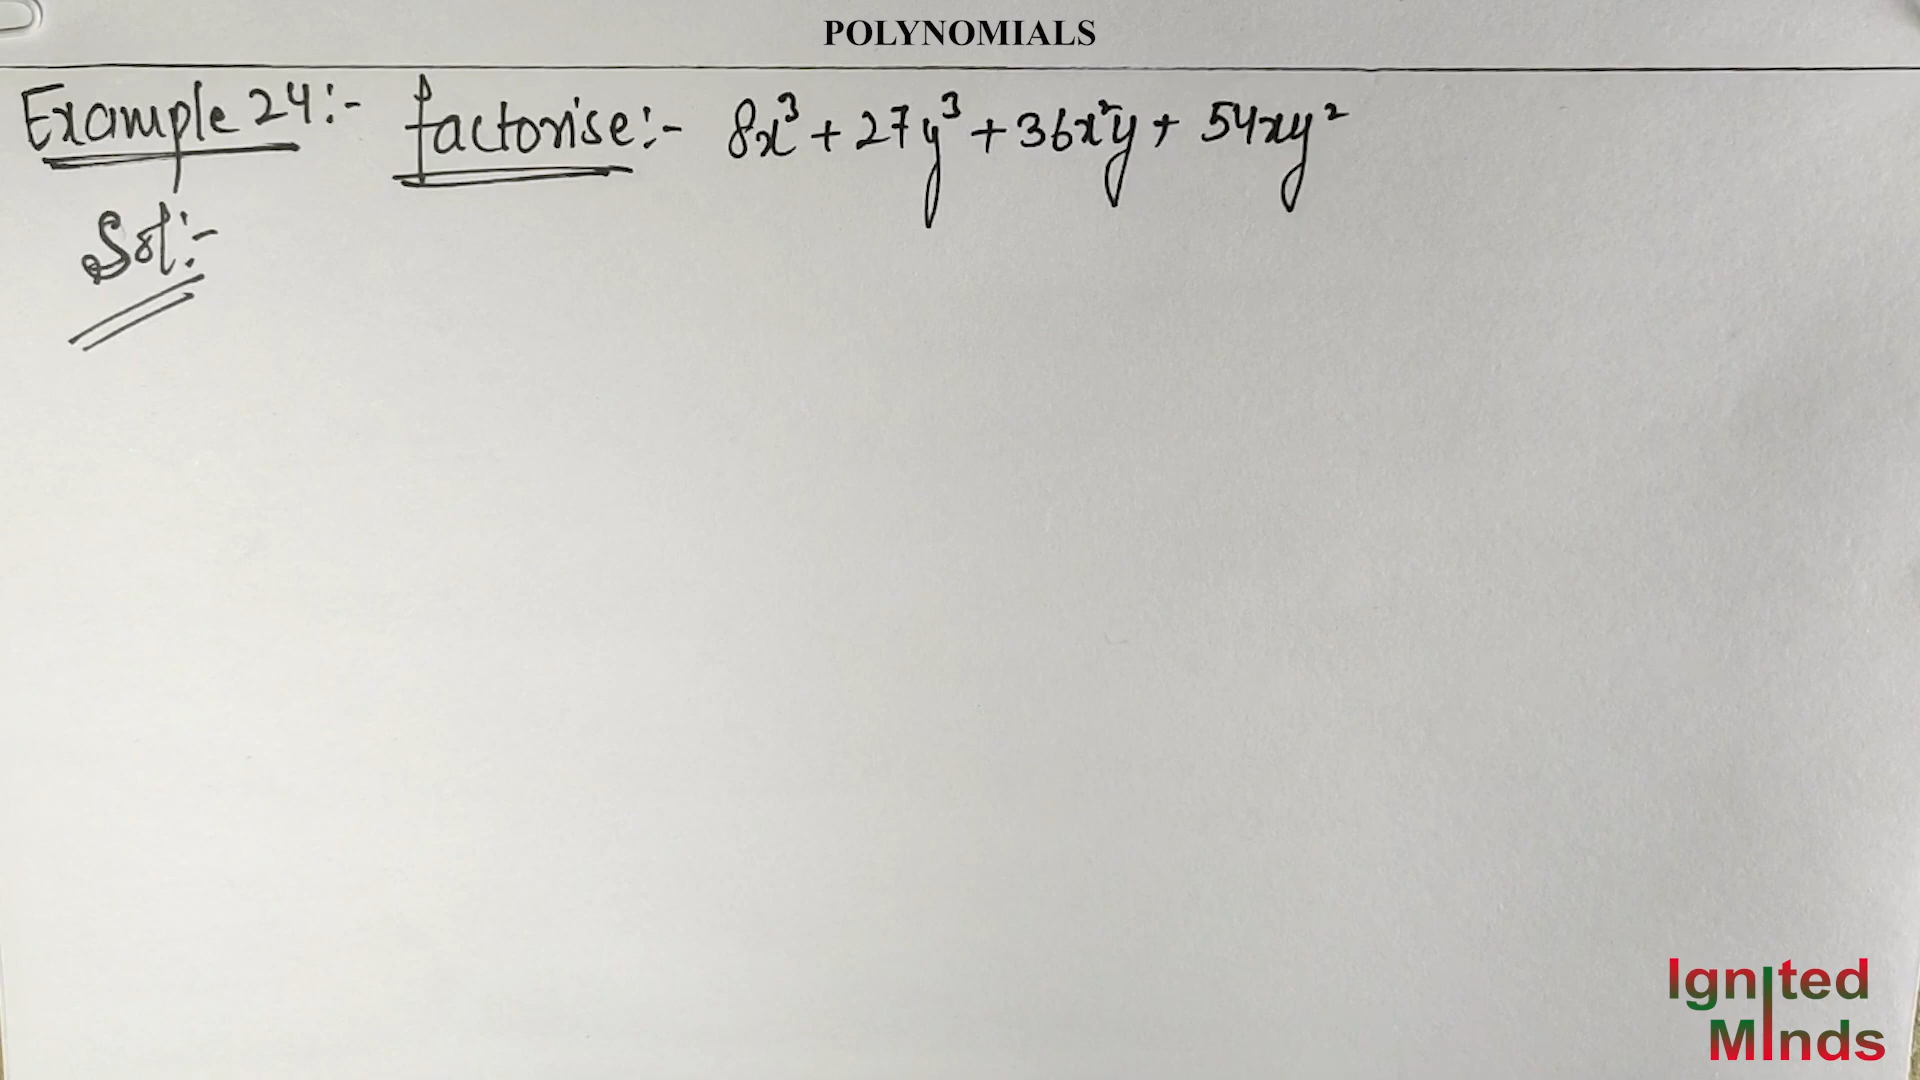 POLYNOMIALS
Example 24:- factorise:- 8x³ + 27y³ + 36x²y + 54xy²
Sol:-
Ignited
Minds